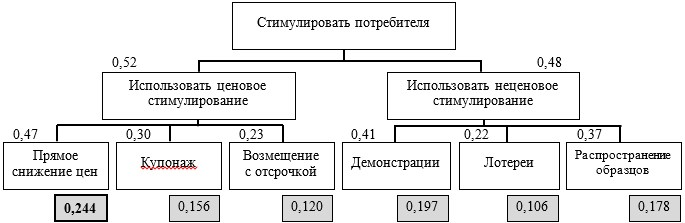 Стимулировать потребителя
0,52
0,48
Использовать ценовое
стимулирование
Использовать неценовое
стимулирование
0,47
0,30
0,23
0,41
0,22
0,37
Прямое
снижение цен
Купонаж
Возмещение
с отсрочкой
Демонстрации
Лотереи
Распространение
образцов
0,244
0,156
0,120
0,197
0,106
0,178